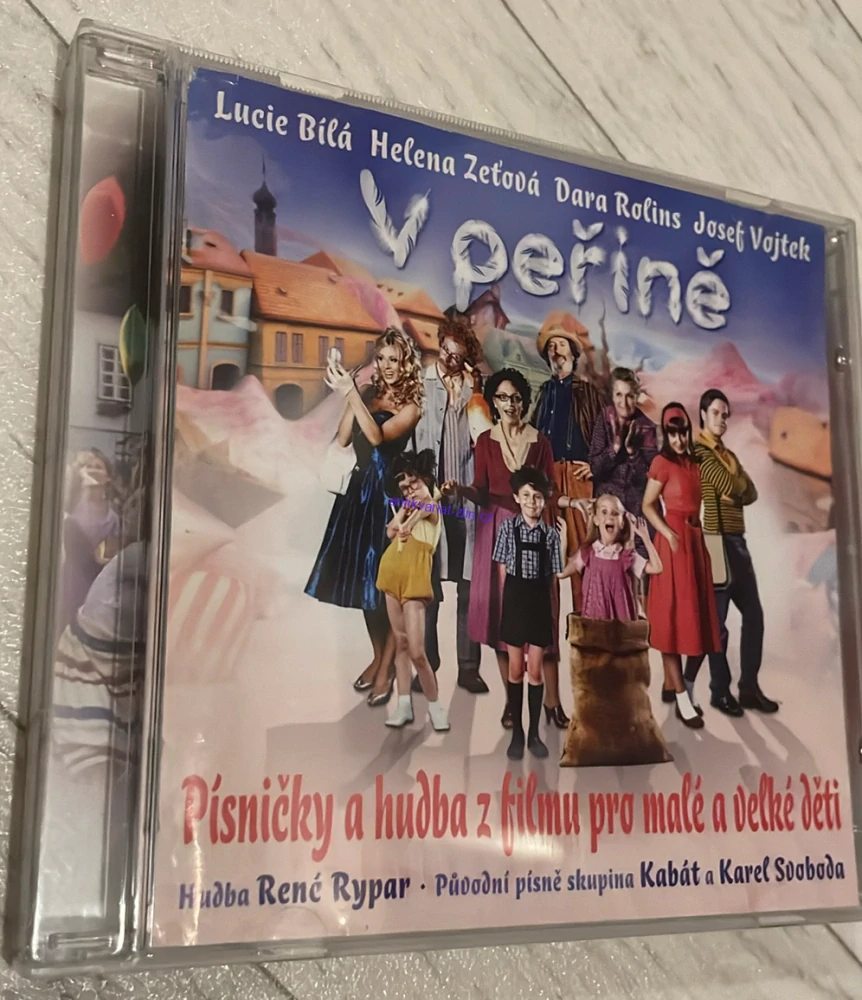 Lucie Bílá Helena Zeťová Dara Rolins Josef Vojtek
V peřině
Písničky a hudba z filmu pro malé a velké děti
Hudba René Rypar · Původní písně skupina Kabát a Karel Svoboda